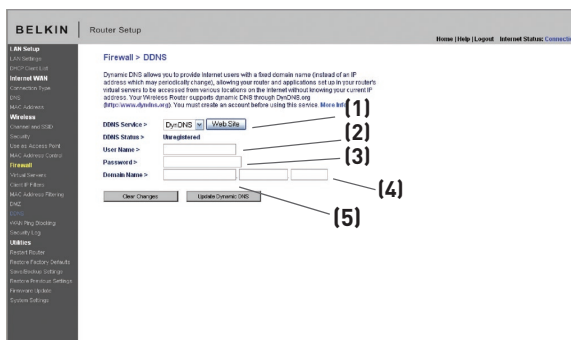 BELKIN
Router Setup
Home | Help | Logout Internet Status: Connectio
LAN Setup
LAN Settings
DHCP Client List
Internet WAN
Connection Type
DNS
MAC Address
Wireless
Channel and SSID
Security
Use as Access Point
MAC Address Control
Firewall
Virtual Servers
Client IP Filters
MAC Address Filtering
DMZ
DDNS
WAN Ping Blocking
Security Log
Utilities
Restart Router
Restore Factory Defaults
Save/Backup Settings
Restore Previous Settings
Firmware Update
System Settings
Firewall > DDNS
Dynamic DNS allows you to provide Internet users with a fixed domain name (instead of an IP
address which may periodically change), allowing your router and applications set up in your router's
virtual servers to be accessed from various locations on the Internet without knowing your current IP
address. Your Wireless Router supports dynamic DNS through DynDNS.org
(http://www.dyndns.org). You must create an account before using this service. More Info
DDNS Service > DynDNS Web Site (1)
DDNS Status > Unregistered
User Name > (2)
Password > (3)
Domain Name > (4)
Clear Changes Update Dynamic DNS
(5)